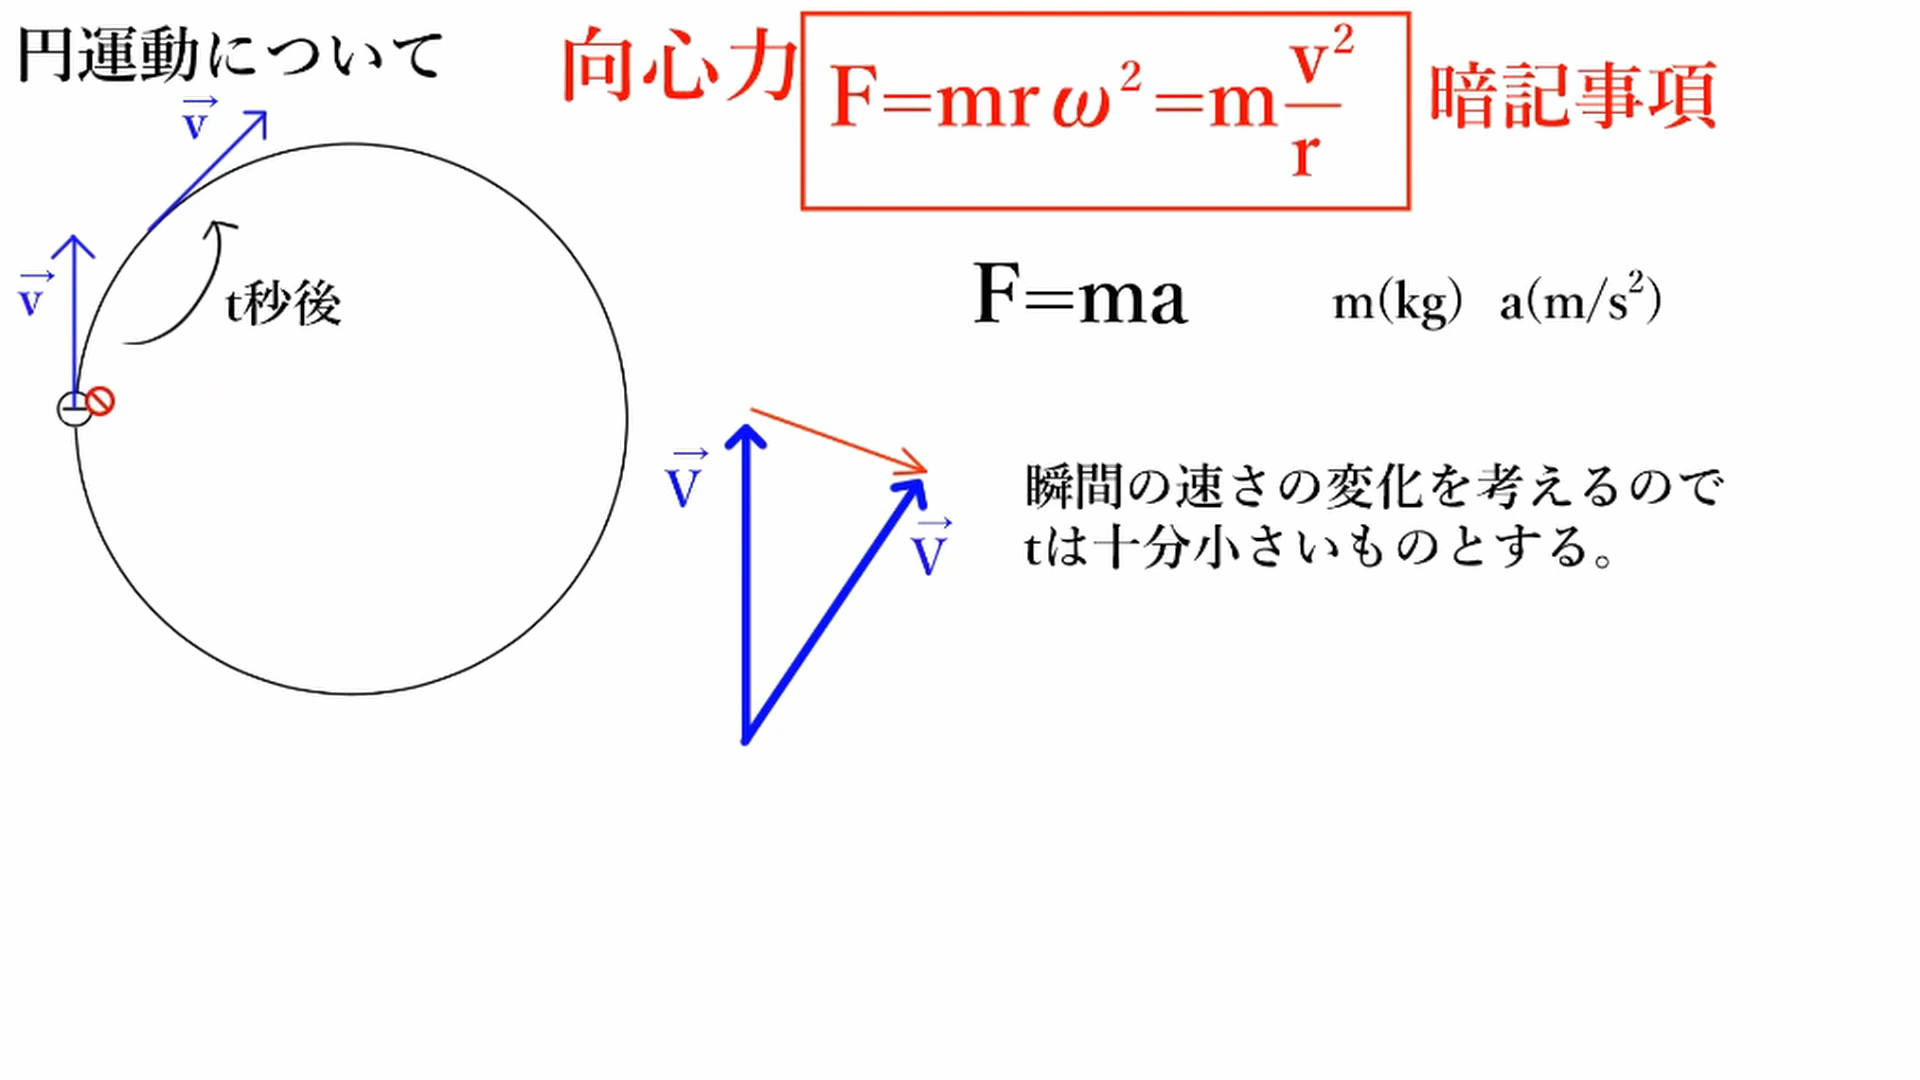 円運動について
向心力 F=mrω²=m v²/r 暗記事項
v→
v→
t秒後
F=ma m(kg) a(m/s²)
V→
V→
瞬間の速さの変化を考えるので
tは十分小さいものとする。